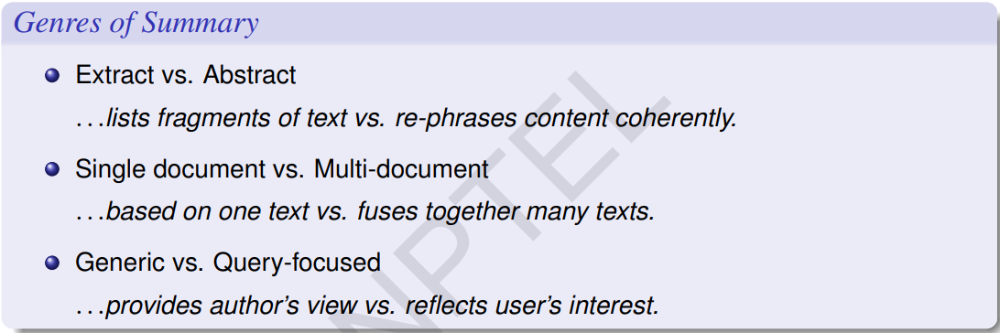 Genres of Summary
Extract vs. Abstract
...lists fragments of text vs. re-phrases content coherently.
Single document vs. Multi-document
...based on one text vs. fuses together many texts.
Generic vs. Query-focused
...provides author's view vs. reflects user's interest.
NPTEL